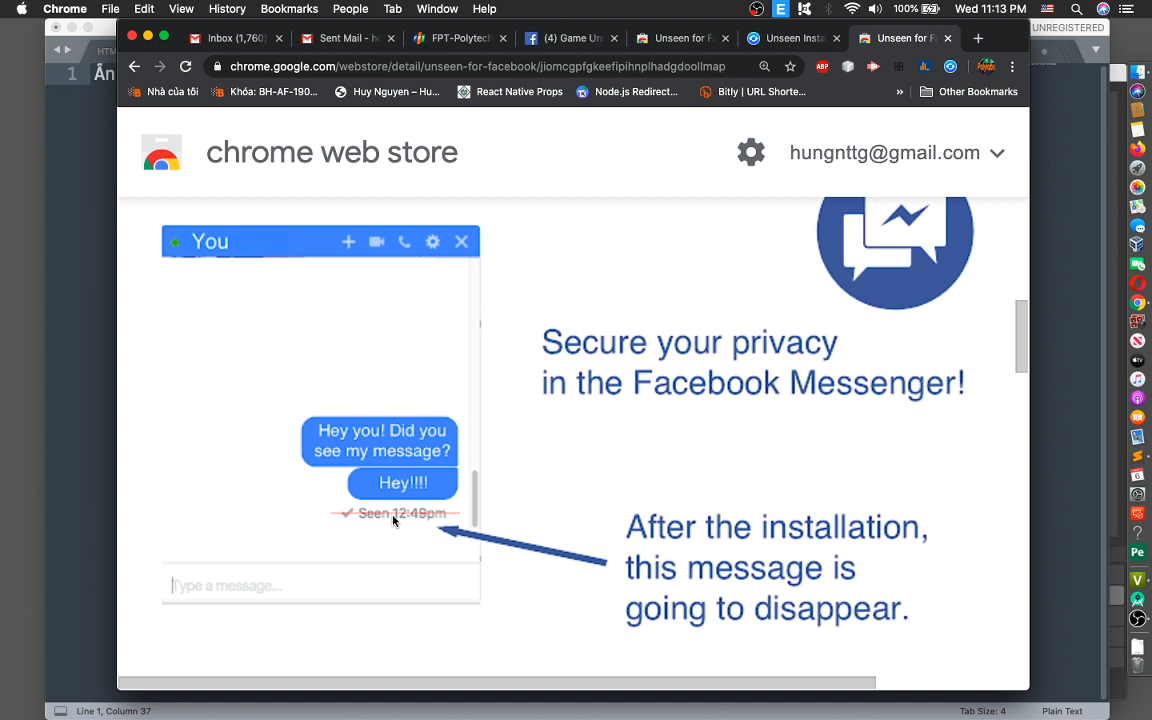 Chrome File Edit View History Bookmarks People Tab Window Help 100% Wed 11:13 PM
UNREGISTERED
Inbox (1,760) Sent Mail - hu FPT-Polytech (4) Game Un Unseen for F Unseen Insta Unseen for Fa
HTM
chrome.google.com/webstore/detail/unseen-for-facebook/jiomcgpfgkeefipihnplhadgdoollmap ABP
1 Ân
Nhà của tôi Khóa: BH-AF-190... Huy Nguyen – Hu... React Native Props Node.js Redirect... Bitly | URL Shorte... » Other Bookmarks
chrome web store hungnttg@gmail.com
You
Secure your privacy
in the Facebook Messenger!
Hey you! Did you
see my message?
Hey!!!!
Seen 12:49pm
After the installation,
this message is
going to disappear.
Type a message...
Line 1, Column 37 Tab Size: 4 Plain Text